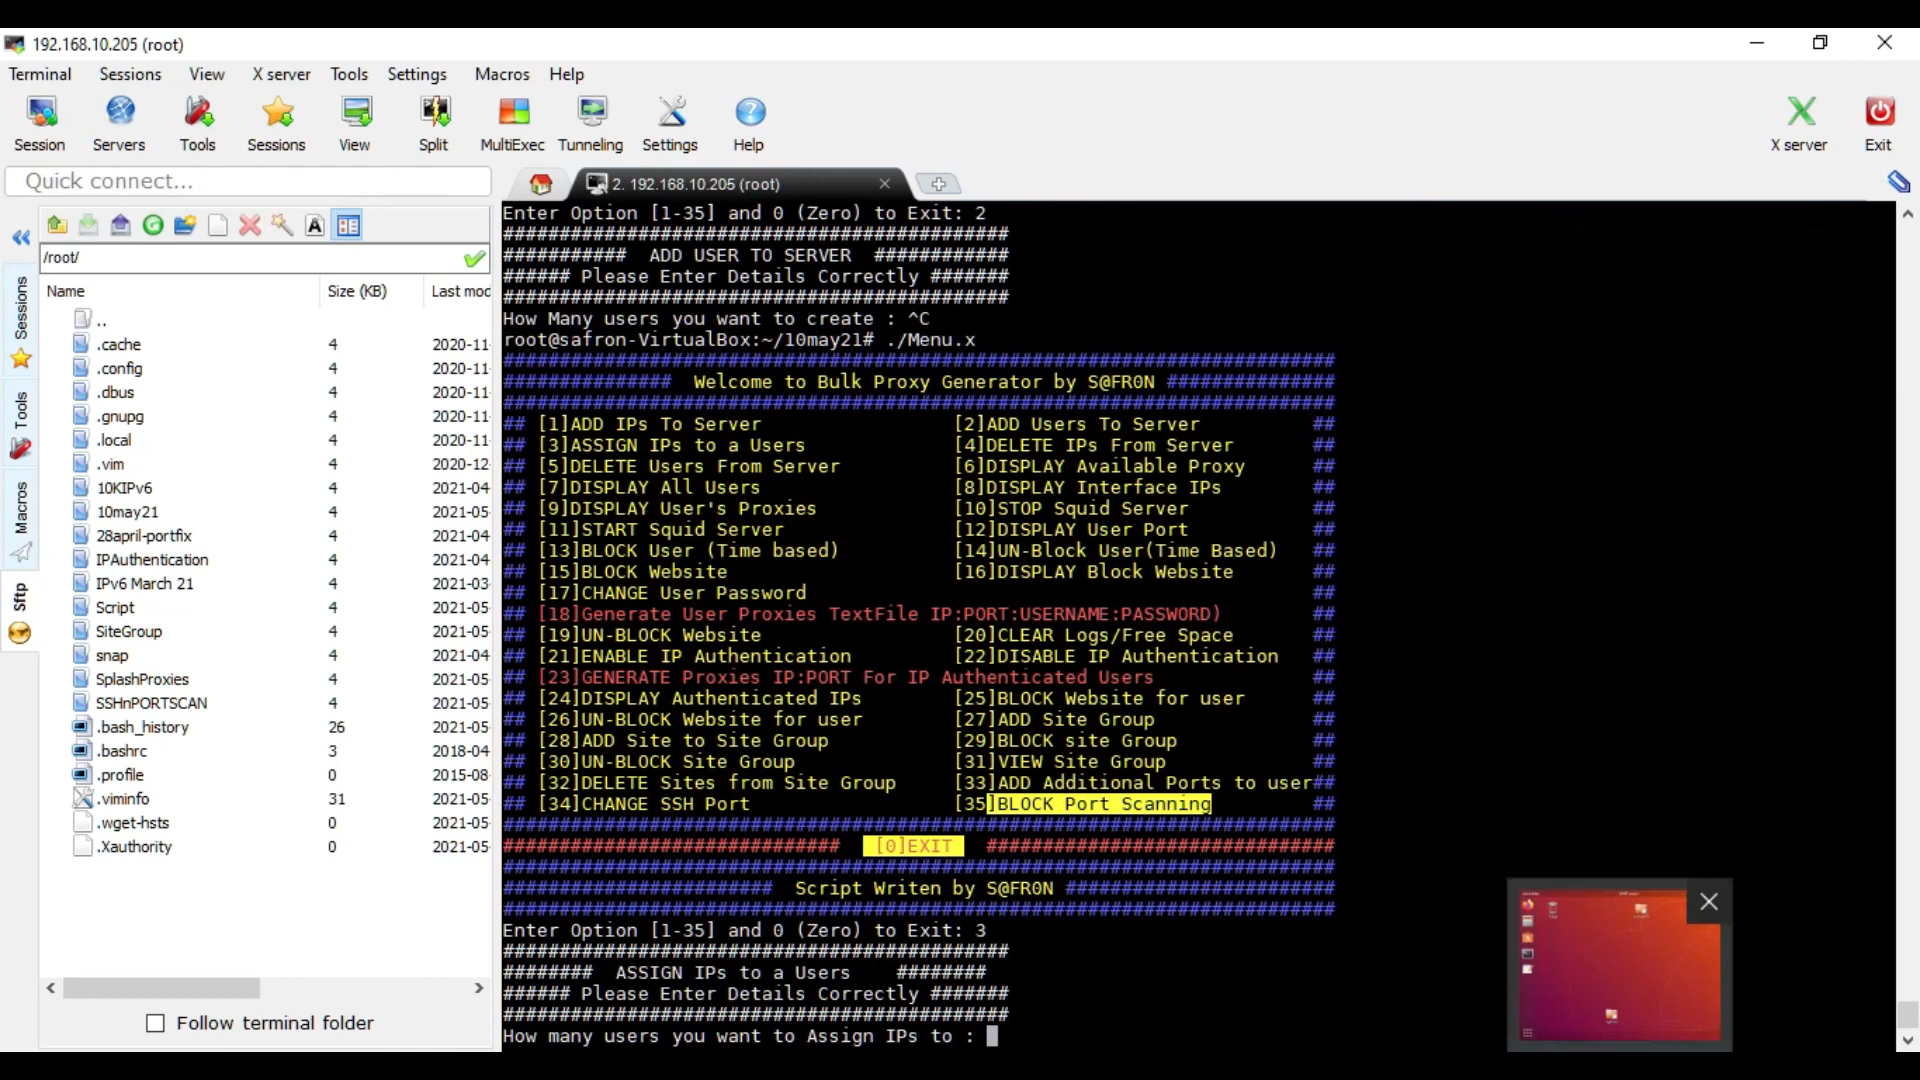 192.168.10.205 (root)
Terminal Sessions View X server Tools Settings Macros Help
Session Servers Tools Sessions View Split MultiExec Tunneling Settings Help X server Exit
Quick connect...
2. 192.168.10.205 (root)
/root/
Name Size (KB) Last mod
..
.cache 4 2020-11
.config 4 2020-11
.dbus 4 2020-11
.gnupg 4 2020-11
.local 4 2020-11
.vim 4 2020-12
10KIPv6 4 2021-04
10may21 4 2021-05
28april-portfix 4 2021-04
IPAuthentication 4 2021-04
IPv6 March 21 4 2021-03
Script 4 2021-05
SiteGroup 4 2021-05
snap 4 2021-04
SplashProxies 4 2021-05
SSHnPORTSCAN 4 2021-05
.bash_history 26 2021-05
.bashrc 3 2018-04
.profile 0 2015-08
.viminfo 31 2021-05
.wget-hsts 0 2021-05
.Xauthority 0 2021-05
Follow terminal folder
Sessions
Tools
Macros
Sftp
Enter Option [1-35] and 0 (Zero) to Exit: 2
#############################################
########### ADD USER TO SERVER ############
###### Please Enter Details Correctly #######
#############################################
How Many users you want to create : ^C
root@safron-VirtualBox:~/10may21# ./Menu.x
##########################################################################
############### Welcome to Bulk Proxy Generator by S@FR0N ###############
##########################################################################
## [1]ADD IPs To Server [2]ADD Users To Server ##
## [3]ASSIGN IPs to a Users [4]DELETE IPs From Server ##
## [5]DELETE Users From Server [6]DISPLAY Available Proxy ##
## [7]DISPLAY All Users [8]DISPLAY Interface IPs ##
## [9]DISPLAY User's Proxies [10]STOP Squid Server ##
## [11]START Squid Server [12]DISPLAY User Port ##
## [13]BLOCK User (Time based) [14]UN-Block User(Time Based) ##
## [15]BLOCK Website [16]DISPLAY Block Website ##
## [17]CHANGE User Password ##
## [18]Generate User Proxies TextFile IP:PORT:USERNAME:PASSWORD) ##
## [19]UN-BLOCK Website [20]CLEAR Logs/Free Space ##
## [21]ENABLE IP Authentication [22]DISABLE IP Authentication ##
## [23]GENERATE Proxies IP:PORT For IP Authenticated Users ##
## [24]DISPLAY Authenticated IPs [25]BLOCK Website for user ##
## [26]UN-BLOCK Website for user [27]ADD Site Group ##
## [28]ADD Site to Site Group [29]BLOCK site Group ##
## [30]UN-BLOCK Site Group [31]VIEW Site Group ##
## [32]DELETE Sites from Site Group [33]ADD Additional Ports to user##
## [34]CHANGE SSH Port [35]BLOCK Port Scanning ##
##########################################################################
############################## [0]EXIT ###############################
##########################################################################
######################## Script Writen by S@FR0N ########################
##########################################################################
Enter Option [1-35] and 0 (Zero) to Exit: 3
#############################################
######## ASSIGN IPs to a Users ########
###### Please Enter Details Correctly #######
#############################################
How many users you want to Assign IPs to :